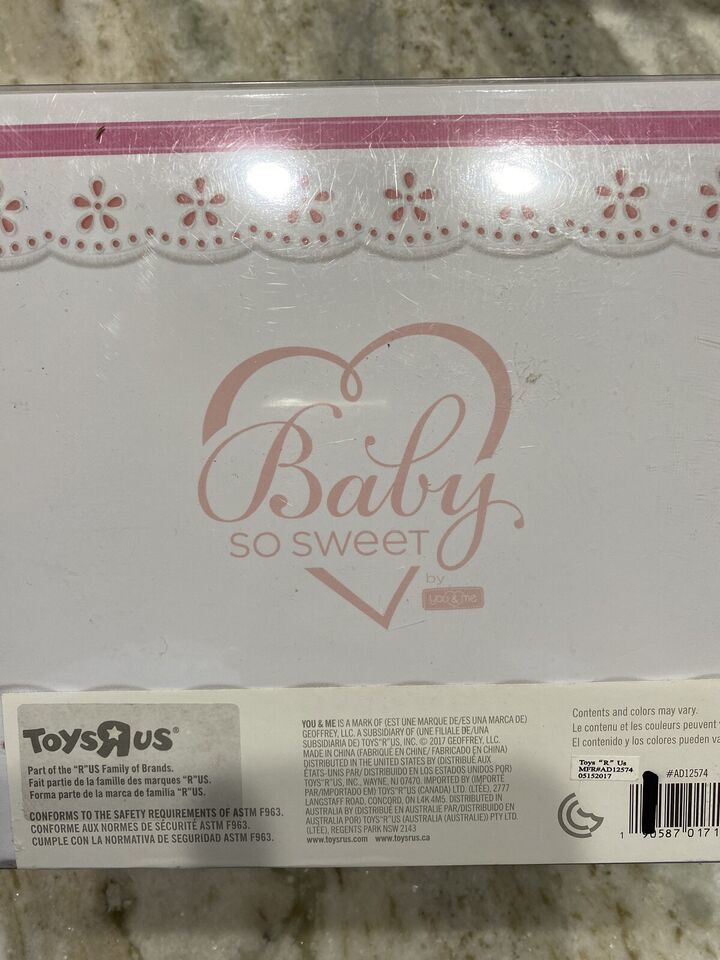 Baby
SO SWEET
by
you & me
ToysЯus®
Part of the "R"US Family of Brands.
Fait partie de la famille des marques "R"US.
Forma parte de la marca de familia "R"US.
CONFORMS TO THE SAFETY REQUIREMENTS OF ASTM F963.
CONFORME AUX NORMES DE SÉCURITÉ ASTM F963.
CUMPLE CON LA NORMATIVA DE SEGURIDAD ASTM F963.
YOU & ME IS A MARK OF (EST UNE MARQUE DE/ES UNA MARCA DE)
GEOFFREY, LLC. A SUBSIDIARY OF (UNE FILIALE DE/UNA
SUBSIDIARIA DE) TOYS"R"US, INC. © 2017 GEOFFREY, LLC.
MADE IN CHINA (FABRIQUÉ EN CHINE/ FABRICADO EN CHINA)
DISTRIBUTED IN THE UNITED STATES BY (DISTRIBUÉ AUX
ÉTATS-UNIS PAR/ DISTRIBUIDO EN LOS ESTADOS UNIDOS POR)
TOYS"R"US, INC., WAYNE, NJ 07470. IMPORTED BY (IMPORTÉ
PAR/IMPORTADO EM) TOYS"R"US (CANADA) LTD. (LTÉE), 2777
LANGSTAFF ROAD, CONCORD, ON L4K 4M5. DISTRIBUTED IN
AUSTRALIA BY (DISTRIBUÉ EN AUSTRALIE PAR/DISTRIBUIDO EN
AUSTRALIA POR) TOYS"R"US (AUSTRALIA (AUSTRALIE)) PTY LTD.
(LTÉE), REGENTS PARK NSW 2143
www.toysrus.com www.toysrus.ca
Contents and colors may vary.
Le contenu et les couleurs peuvent
El contenido y los colores pueden va
Toys "R" Us
MFR#AD12574
05152017
#AD12574
1 90587 0171